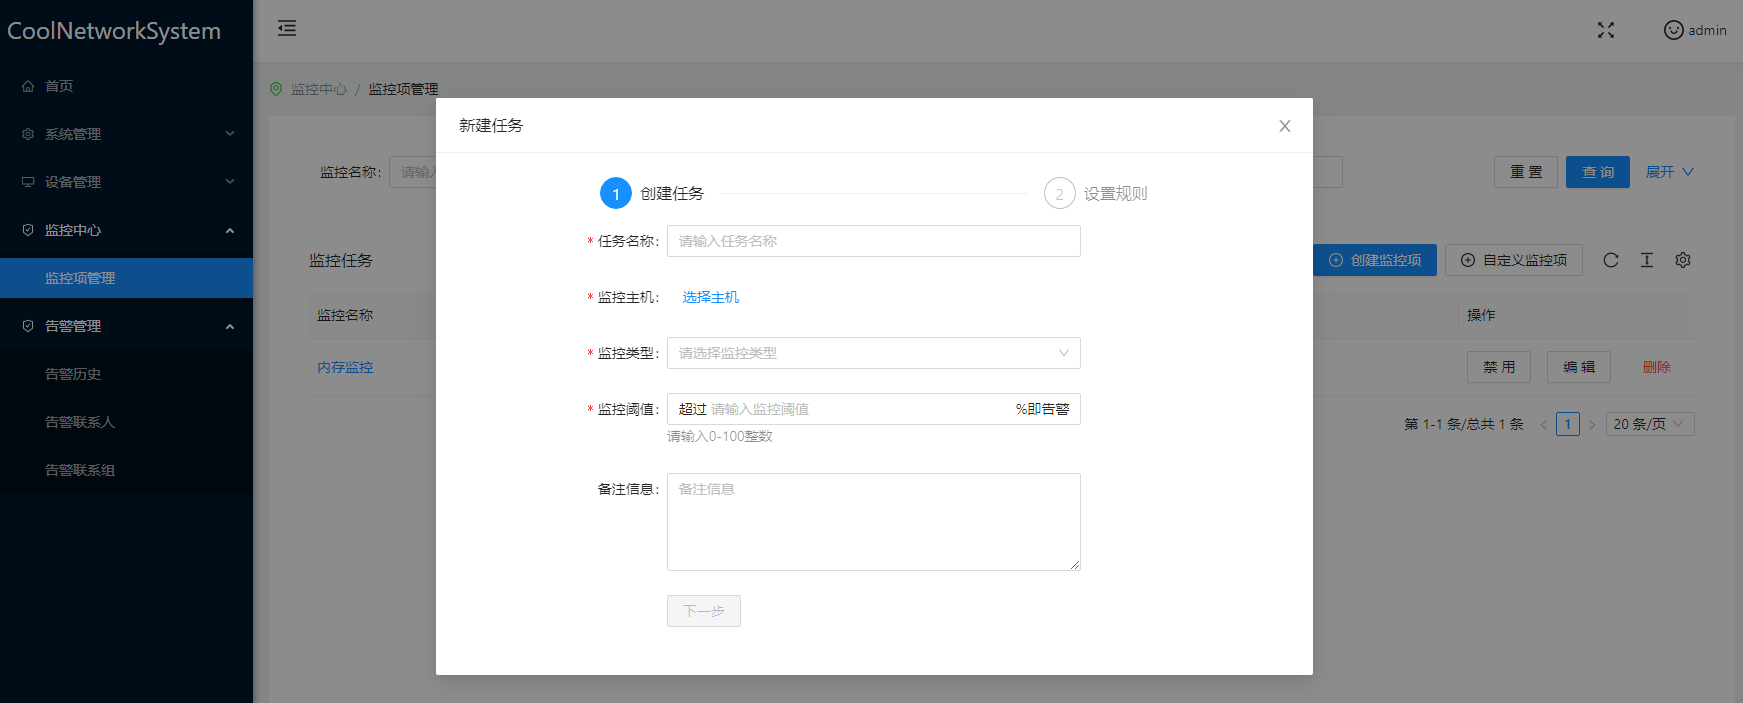 CoolNetworkSystem
admin
首页
系统管理
设备管理
监控中心
监控项管理
告警管理
告警历史
告警联系人
告警联系组
监控中心 / 监控项管理
监控名称: 请输入
重 置
查 询
展开
监控任务
创建监控项
自定义监控项
监控名称
操作
内存监控
禁 用
编 辑
删除
第 1-1 条/总共 1 条 < 1 > 20 条/页
新建任务
1 创建任务
2 设置规则
* 任务名称: 请输入任务名称
* 监控主机: 选择主机
* 监控类型: 请选择监控类型
* 监控阈值: 超过 请输入监控阈值 %即告警
请输入0-100整数
备注信息: 备注信息
下一步